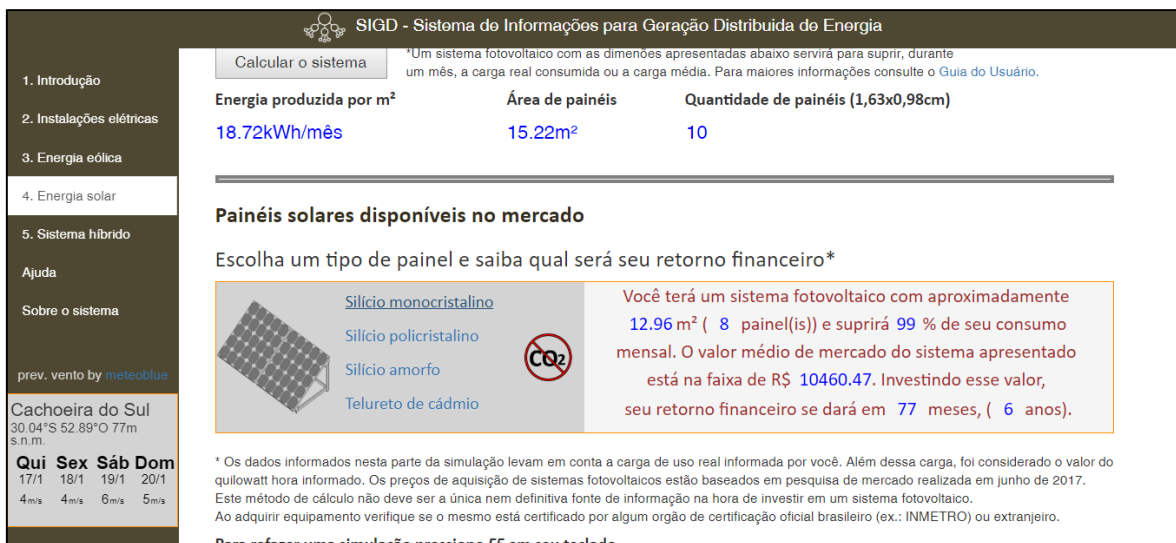 SIGD - Sistema de Informações para Geração Distribuida de Energia
1. Introdução
2. Instalações elétricas
3. Energia eólica
4. Energia solar
5. Sistema híbrido
Ajuda
Sobre o sistema
prev. vento by meteoblue
Cachoeira do Sul
30.04°S 52.89°O 77m
s.n.m.
Qui Sex Sáb Dom
17/1 18/1 19/1 20/1
4m/s 4m/s 6m/s 5m/s
Calcular o sistema
*Um sistema fotovoltaico com as dimenões apresentadas abaixo servirá para suprir, durante
um mês, a carga real consumida ou a carga média. Para maiores informações consulte o Guia do Usuário.
Energia produzida por m² Área de painéis Quantidade de painéis (1,63x0,98cm)
18.72kWh/mês 15.22m² 10
Painéis solares disponíveis no mercado
Escolha um tipo de painel e saiba qual será seu retorno financeiro*
Silício monocristalino
Silício policristalino
Silício amorfo
Telureto de cádmio
CO2
Você terá um sistema fotovoltaico com aproximadamente
12.96 m² ( 8 painel(is)) e suprirá 99 % de seu consumo
mensal. O valor médio de mercado do sistema apresentado
está na faixa de R$ 10460.47. Investindo esse valor,
seu retorno financeiro se dará em 77 meses, ( 6 anos).
* Os dados informados nesta parte da simulação levam em conta a carga de uso real informada por você. Além dessa carga, foi considerado o valor do
quilowatt hora informado. Os preços de aquisição de sistemas fotovoltaicos estão baseados em pesquisa de mercado realizada em junho de 2017.
Este método de cálculo não deve ser a única nem definitiva fonte de informação na hora de investir em um sistema fotovoltaico.
Ao adquirir equipamento verifique se o mesmo está certificado por algum orgão de certificação oficial brasileiro (ex.: INMETRO) ou extranjeiro.
Para refazer uma simulação pressione F5 em seu teclado